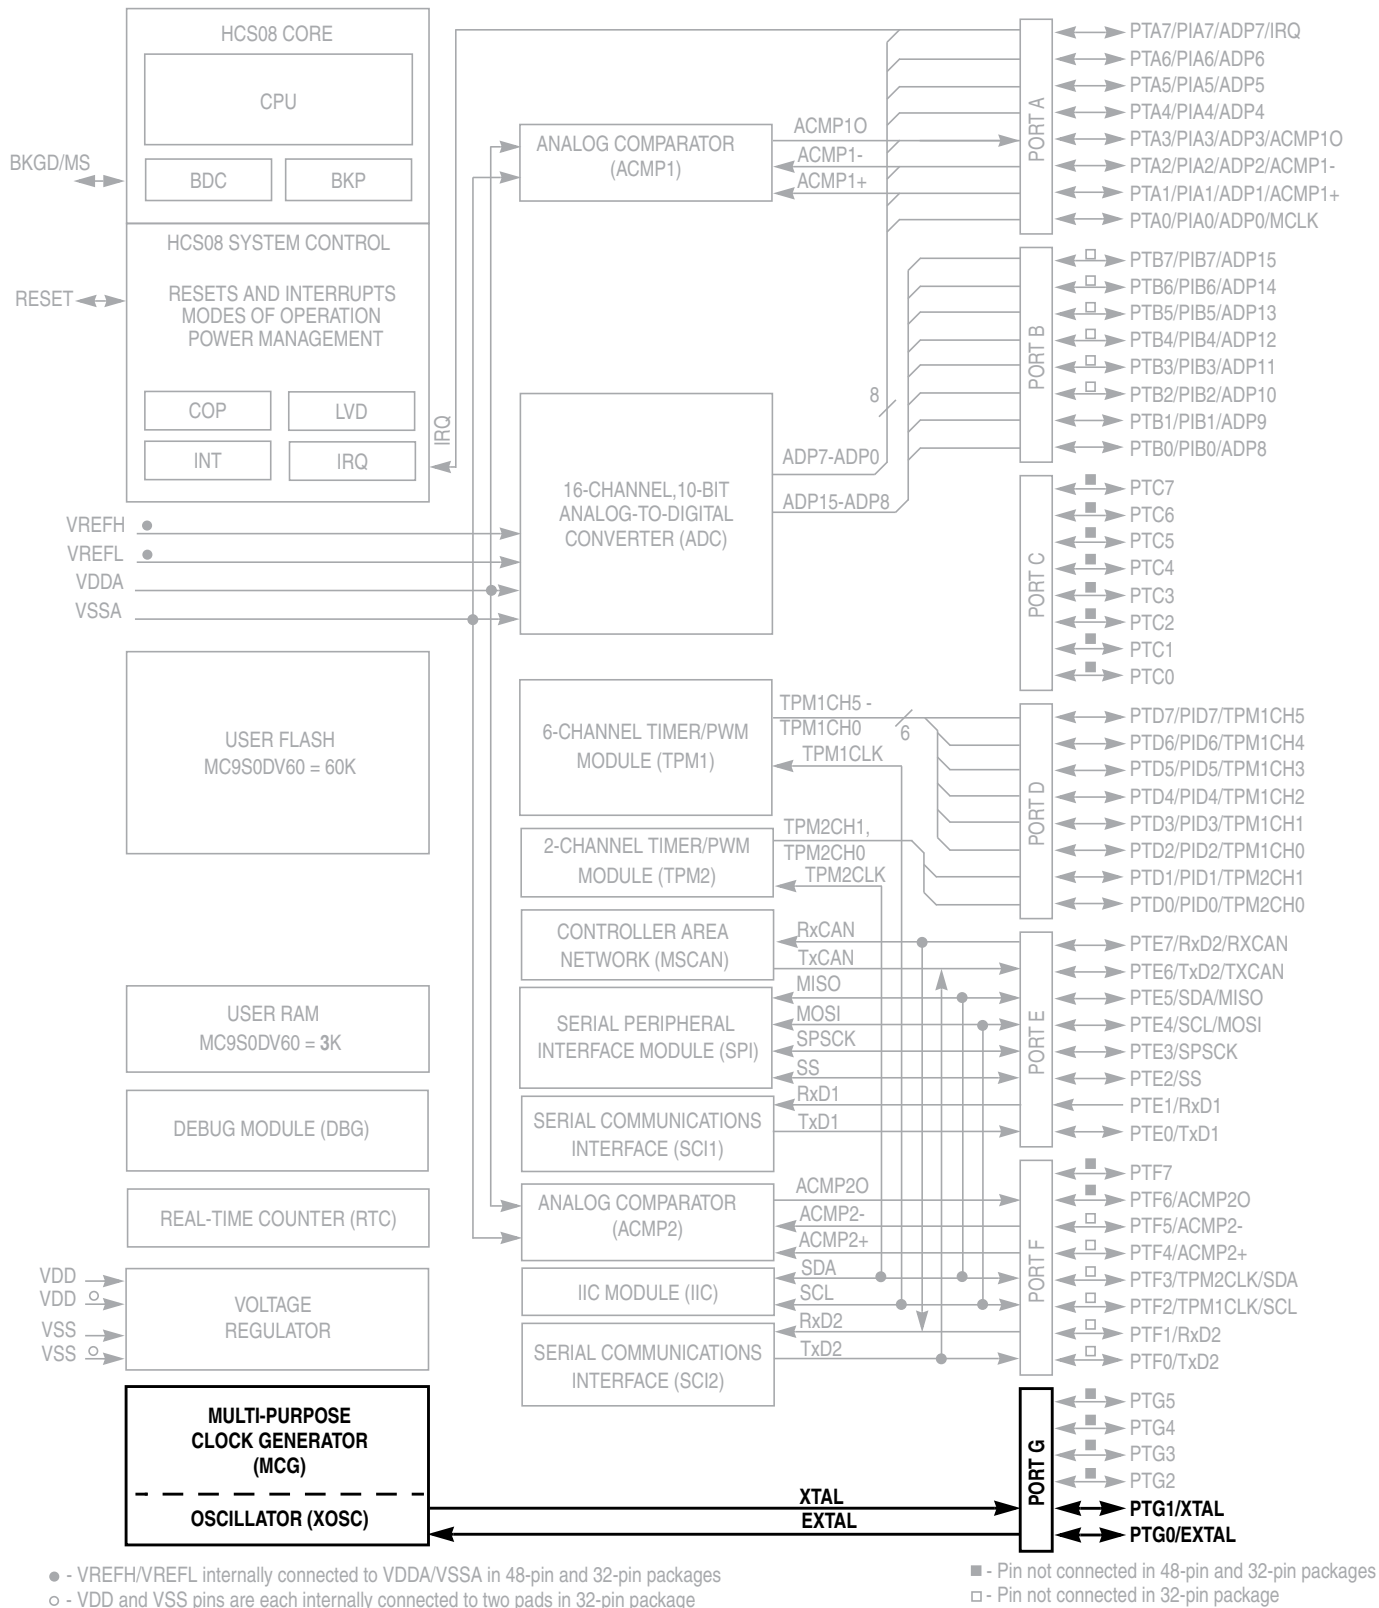 HCS08 CORE
CPU
BDC
BKP
BKGD/MS
HCS08 SYSTEM CONTROL
RESETS AND INTERRUPTS
MODES OF OPERATION
POWER MANAGEMENT
RESET
COP
LVD
INT
IRQ
IRQ
VREFH
VREFL
VDDA
VSSA
USER FLASH
MC9S0DV60 = 60K
USER RAM
MC9S0DV60 = 3K
DEBUG MODULE (DBG)
REAL-TIME COUNTER (RTC)
VDD
VDD
VSS
VSS
VOLTAGE
REGULATOR
MULTI-PURPOSE
CLOCK GENERATOR
(MCG)
OSCILLATOR (XOSC)
ANALOG COMPARATOR
(ACMP1)
ACMP1O
ACMP1-
ACMP1+
16-CHANNEL,10-BIT
ANALOG-TO-DIGITAL
CONVERTER (ADC)
8
ADP7-ADP0
ADP15-ADP8
6-CHANNEL TIMER/PWM
MODULE (TPM1)
TPM1CH5 -
TPM1CH0
6
TPM1CLK
2-CHANNEL TIMER/PWM
MODULE (TPM2)
TPM2CH1,
TPM2CH0
TPM2CLK
CONTROLLER AREA
NETWORK (MSCAN)
RxCAN
TxCAN
SERIAL PERIPHERAL
INTERFACE MODULE (SPI)
MISO
MOSI
SPSCK
SS
SERIAL COMMUNICATIONS
INTERFACE (SCI1)
RxD1
TxD1
ANALOG COMPARATOR
(ACMP2)
ACMP2O
ACMP2-
ACMP2+
IIC MODULE (IIC)
SDA
SCL
SERIAL COMMUNICATIONS
INTERFACE (SCI2)
RxD2
TxD2
XTAL
EXTAL
PORT A
PTA7/PIA7/ADP7/IRQ
PTA6/PIA6/ADP6
PTA5/PIA5/ADP5
PTA4/PIA4/ADP4
PTA3/PIA3/ADP3/ACMP1O
PTA2/PIA2/ADP2/ACMP1-
PTA1/PIA1/ADP1/ACMP1+
PTA0/PIA0/ADP0/MCLK
PORT B
PTB7/PIB7/ADP15
PTB6/PIB6/ADP14
PTB5/PIB5/ADP13
PTB4/PIB4/ADP12
PTB3/PIB3/ADP11
PTB2/PIB2/ADP10
PTB1/PIB1/ADP9
PTB0/PIB0/ADP8
PORT C
PTC7
PTC6
PTC5
PTC4
PTC3
PTC2
PTC1
PTC0
PORT D
PTD7/PID7/TPM1CH5
PTD6/PID6/TPM1CH4
PTD5/PID5/TPM1CH3
PTD4/PID4/TPM1CH2
PTD3/PID3/TPM1CH1
PTD2/PID2/TPM1CH0
PTD1/PID1/TPM2CH1
PTD0/PID0/TPM2CH0
PORT E
PTE7/RxD2/RXCAN
PTE6/TxD2/TXCAN
PTE5/SDA/MISO
PTE4/SCL/MOSI
PTE3/SPSCK
PTE2/SS
PTE1/RxD1
PTE0/TxD1
PORT F
PTF7
PTF6/ACMP2O
PTF5/ACMP2-
PTF4/ACMP2+
PTF3/TPM2CLK/SDA
PTF2/TPM1CLK/SCL
PTF1/RxD2
PTF0/TxD2
PORT G
PTG5
PTG4
PTG3
PTG2
PTG1/XTAL
PTG0/EXTAL
● - VREFH/VREFL internally connected to VDDA/VSSA in 48-pin and 32-pin packages
○ - VDD and VSS pins are each internally connected to two pads in 32-pin package
■ - Pin not connected in 48-pin and 32-pin packages
□ - Pin not connected in 32-pin package